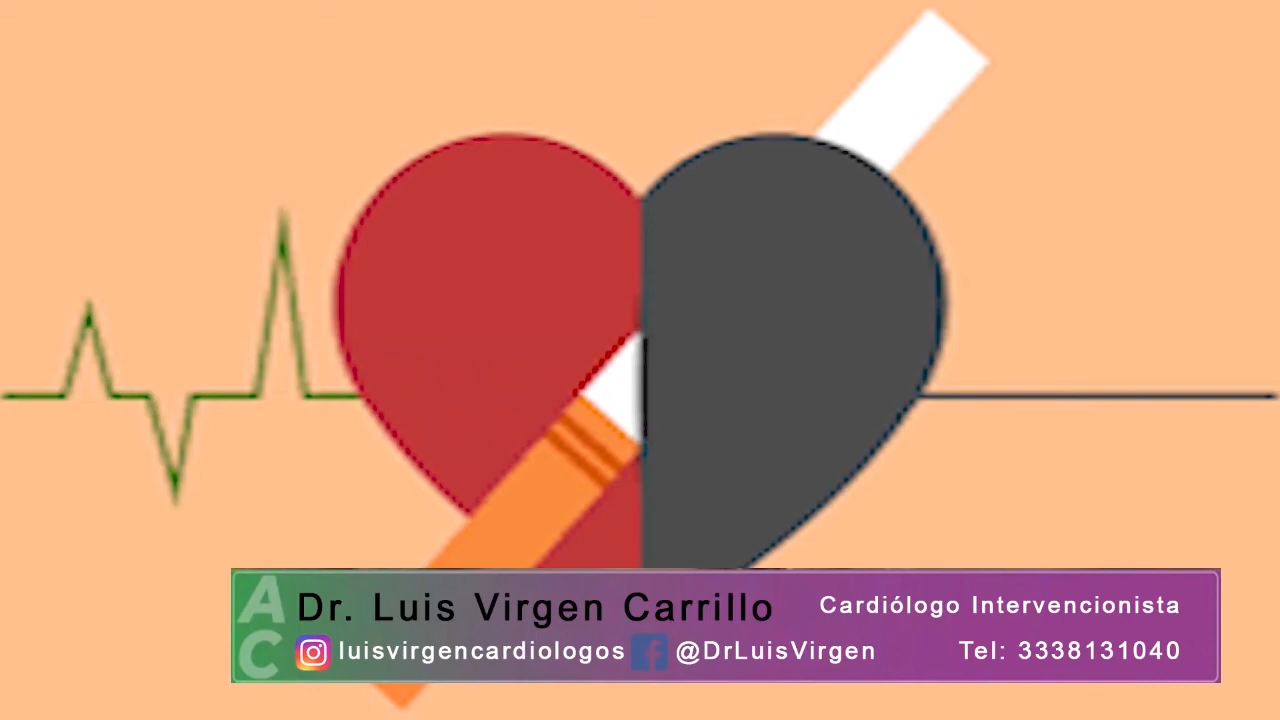 AC
Dr. Luis Virgen Carrillo
Cardiólogo Intervencionista
luisvirgencardiologos
@DrLuisVirgen
Tel: 3338131040